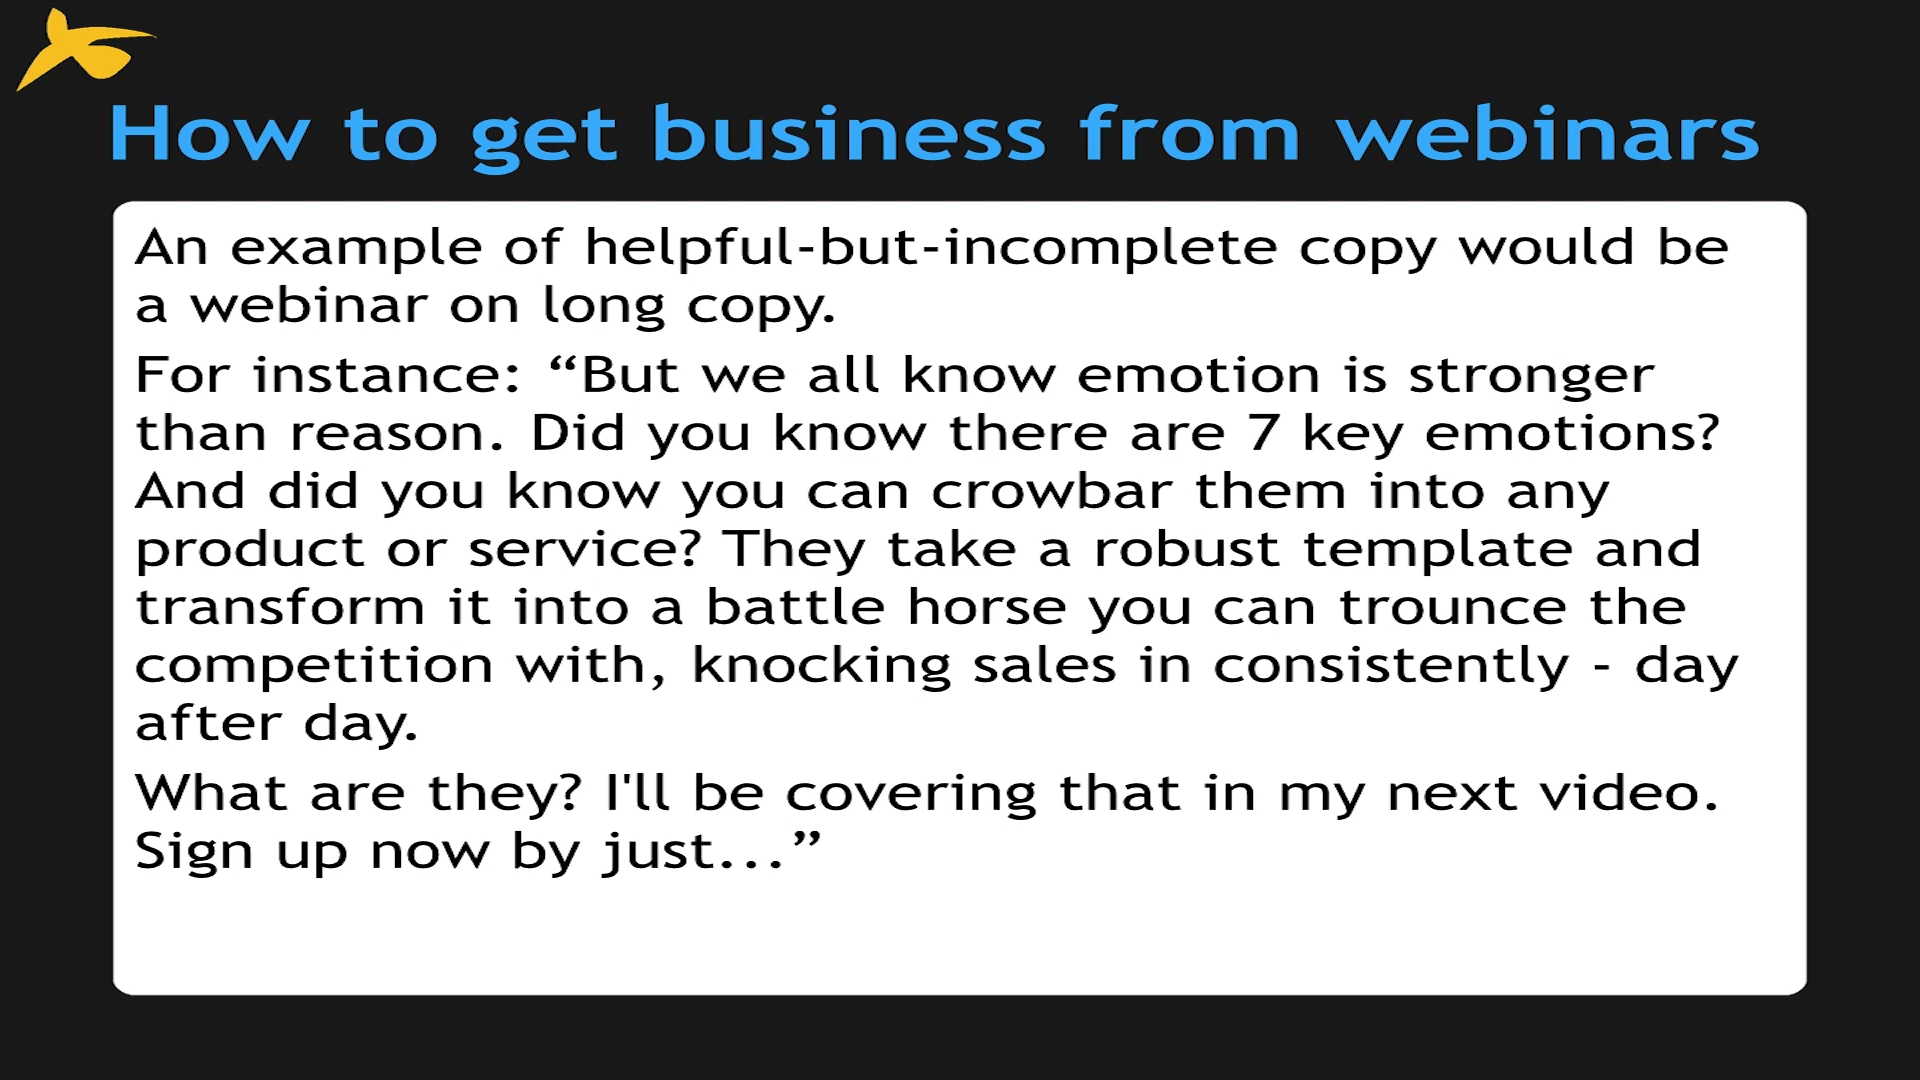 How to get business from webinars
An example of helpful-but-incomplete copy would be
a webinar on long copy.
For instance: “But we all know emotion is stronger
than reason. Did you know there are 7 key emotions?
And did you know you can crowbar them into any
product or service? They take a robust template and
transform it into a battle horse you can trounce the
competition with, knocking sales in consistently - day
after day.
What are they? I'll be covering that in my next video.
Sign up now by just...”